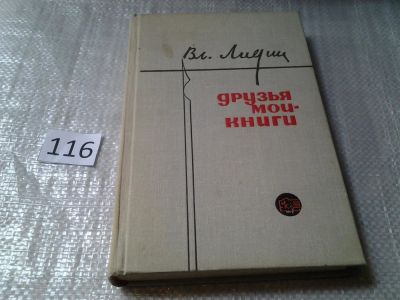 Вл. Лидин
друзья
мои-
книги
116